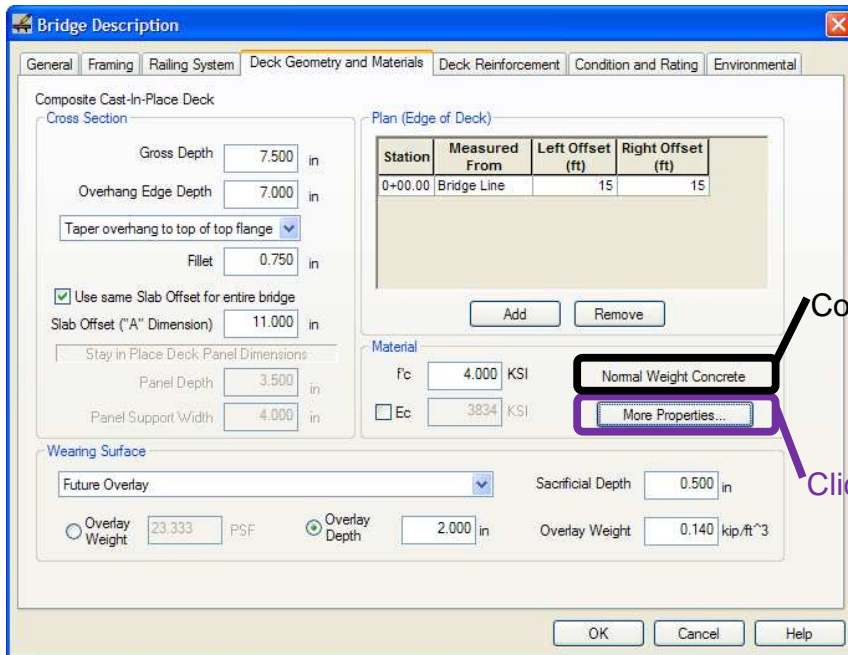 Bridge Description
General Framing Railing System Deck Geometry and Materials Deck Reinforcement Condition and Rating Environmental
Composite Cast-In-Place Deck
Cross Section
Gross Depth 7.500 in
Overhang Edge Depth 7.000 in
Taper overhang to top of top flange
Fillet 0.750 in
Use same Slab Offset for entire bridge
Slab Offset ("A" Dimension) 11.000 in
Stay in Place Deck Panel Dimensions
Panel Depth 3.500 in
Panel Support Width 4.000 in
Plan (Edge of Deck)
Station Measured From Left Offset (ft) Right Offset (ft)
0+00.00 Bridge Line 15 15
Add Remove
Material
f'c 4.000 KSI Normal Weight Concrete
Ec 3834 KSI More Properties...
Co
Clic
Wearing Surface
Future Overlay Sacrificial Depth 0.500 in
Overlay Weight 23.333 PSF Overlay Depth 2.000 in Overlay Weight 0.140 kip/ft^3
OK Cancel Help